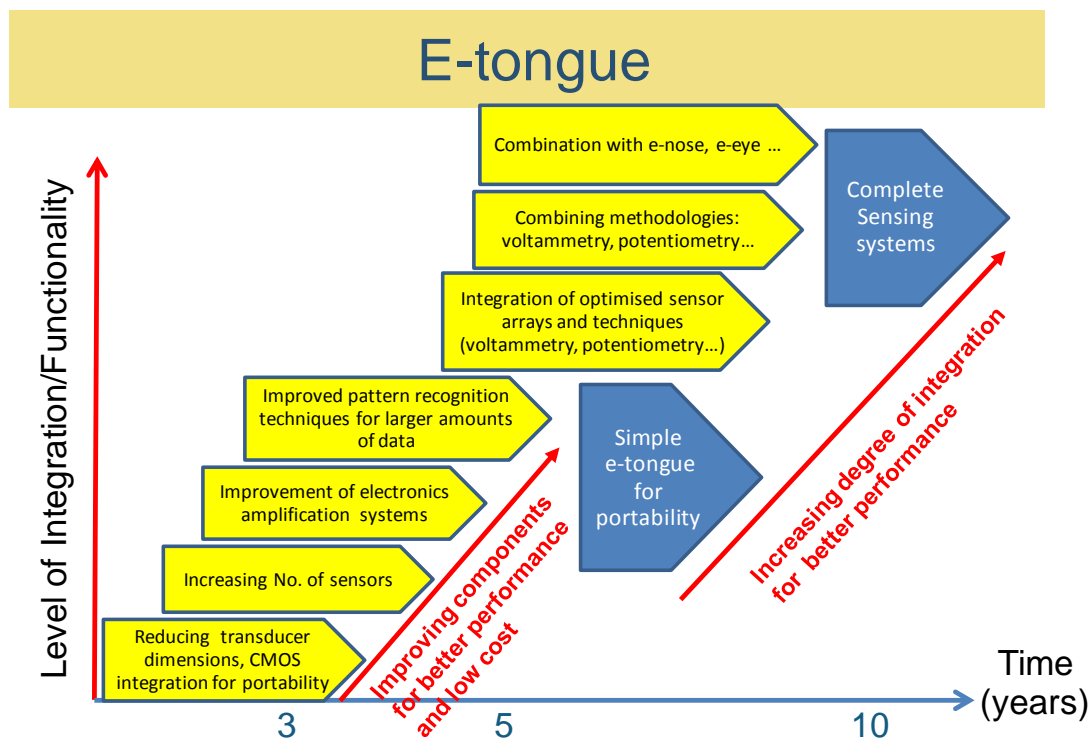 E-tongue
Combination with e-nose, e-eye ...
Complete
Sensing
systems
Combining methodologies:
voltammetry, potentiometry...
Integration of optimised sensor
arrays and techniques
(voltammetry, potentiometry...)
Improved pattern recognition
techniques for larger amounts
of data
Simple
e-tongue
for
portability
Improvement of electronics
amplification systems
Increasing No. of sensors
Reducing transducer
dimensions, CMOS
integration for portability
Improving components
for better performance
and low cost
Increasing degree of integration
for better performance
Level of Integration/Functionality
Time
(years)
3
5
10